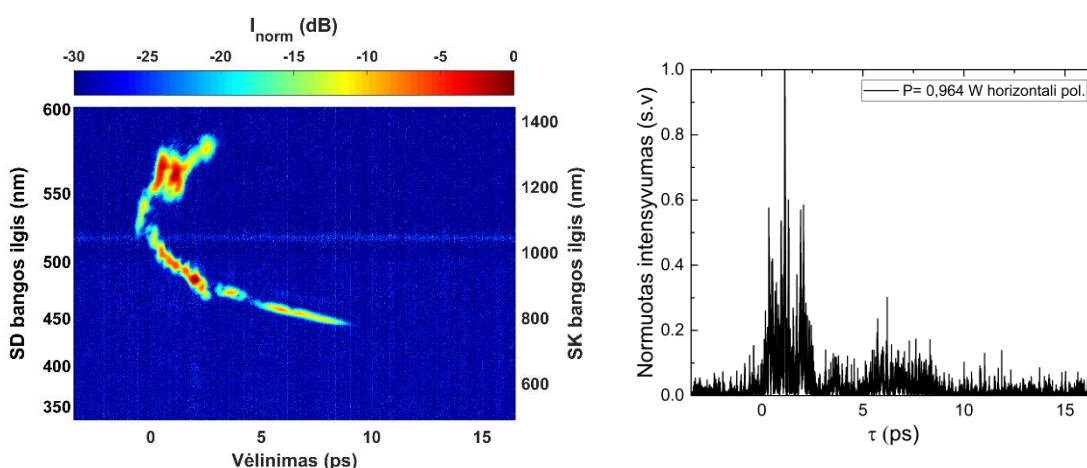 I_norm (dB)
-30 -25 -20 -15 -10 -5 0
SD bangos ilgis (nm)
600
550
500
450
400
350
SK bangos ilgis (nm)
1400
1200
1000
800
600
0 5 10 15
Vėlinimas (ps)
Normuotas intensyvumas (s.v)
1.0
0.8
0.6
0.4
0.2
0.0
P= 0,964 W horizontali pol.
0 5 10 15
τ (ps)